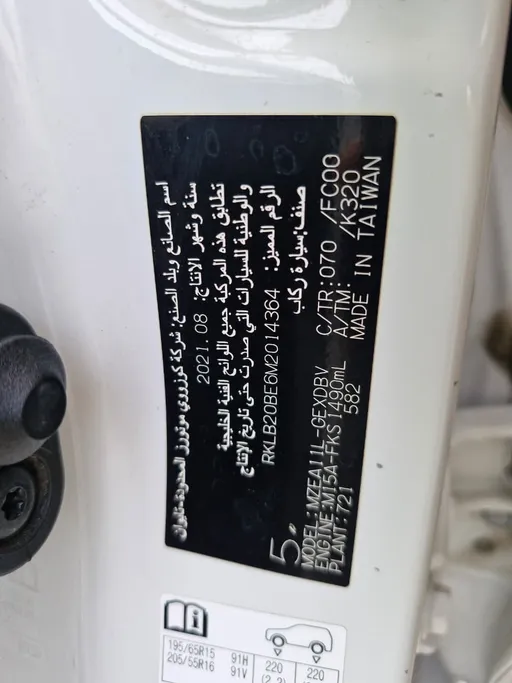 اسم الصانع وبلد الصنع: شركة كوزوي موتورز المحدودة-تايوان
سنة وشهر الإنتاج: 2021.08
تطابق هذه المركبة جميع اللوائح الفنية الخليجية
والوطنية للسيارات التي صدرت حتى تاريخ الإنتاج
الرقم المميز: RKLB20BE6M2014364
صنف: سيارة ركاب
5.
MODEL:MZEA11L-GEXDBV C/TR:070 /FC00
ENGINE:M15A-FKS 1490mL A/TM: /K320
PLANT:721 582 MADE IN TAIWAN
i
195/65R15 91H 220
205/55R16 91V 220